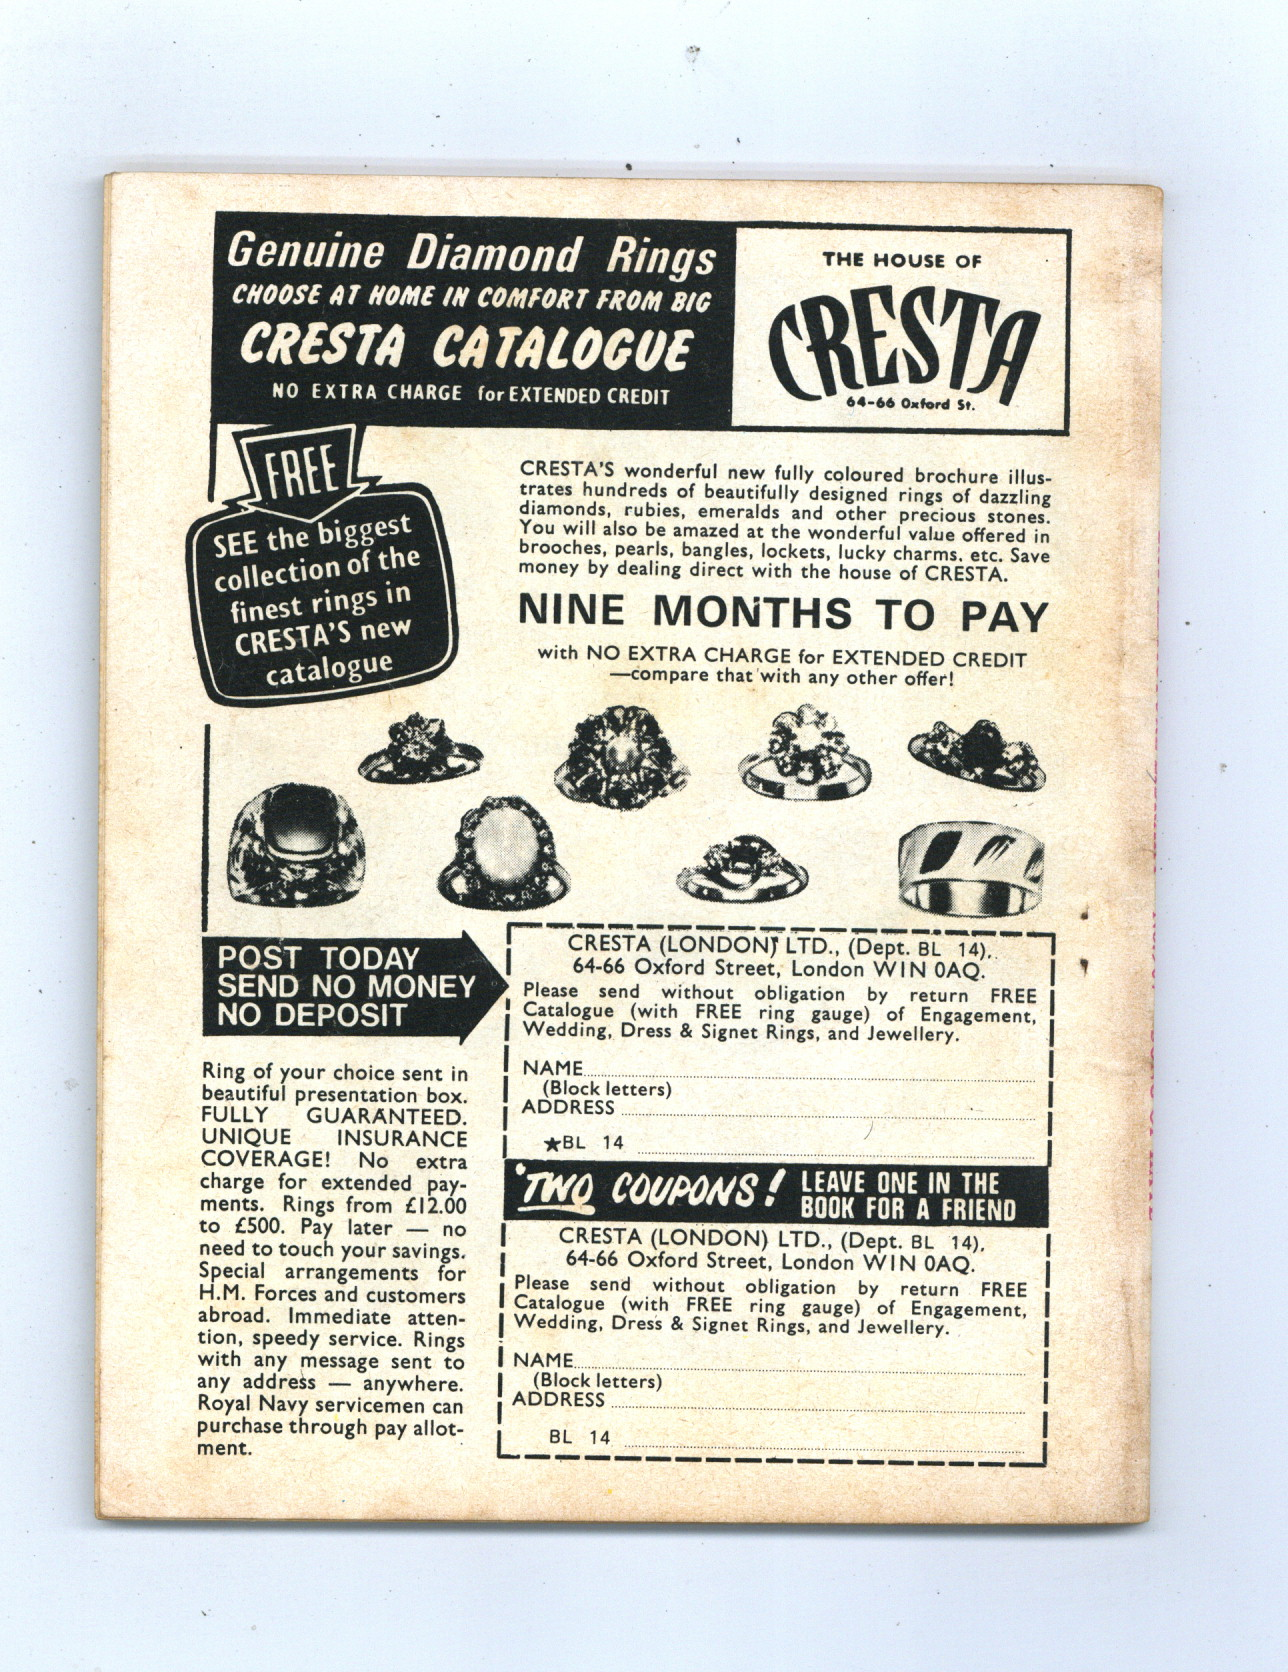 Genuine Diamond Rings
CHOOSE AT HOME IN COMFORT FROM BIG
CRESTA CATALOGUE
NO EXTRA CHARGE for EXTENDED CREDIT
THE HOUSE OF
CRESTA
64-66 Oxford St.
FREE
SEE the biggest
collection of the
finest rings in
CRESTA'S new
catalogue
CRESTA'S wonderful new fully coloured brochure illus-
trates hundreds of beautifully designed rings of dazzling
diamonds, rubies, emeralds and other precious stones.
You will also be amazed at the wonderful value offered in
brooches, pearls, bangles, lockets, lucky charms. etc. Save
money by dealing direct with the house of CRESTA.
NINE MONTHS TO PAY
with NO EXTRA CHARGE for EXTENDED CREDIT
—compare that with any other offer!
POST TODAY
SEND NO MONEY
NO DEPOSIT
Ring of your choice sent in
beautiful presentation box.
FULLY GUARANTEED.
UNIQUE INSURANCE
COVERAGE! No extra
charge for extended pay-
ments. Rings from £12.00
to £500. Pay later — no
need to touch your savings.
Special arrangements for
H.M. Forces and customers
abroad. Immediate atten-
tion, speedy service. Rings
with any message sent to
any address — anywhere.
Royal Navy servicemen can
purchase through pay allot-
ment.
CRESTA (LONDON) LTD., (Dept. BL 14),
64-66 Oxford Street, London WIN 0AQ.
Please send without obligation by return FREE
Catalogue (with FREE ring gauge) of Engagement,
Wedding, Dress & Signet Rings, and Jewellery.
NAME
(Block letters)
ADDRESS
★BL 14
TWO COUPONS! LEAVE ONE IN THE
BOOK FOR A FRIEND
CRESTA (LONDON) LTD., (Dept. BL 14),
64-66 Oxford Street, London WIN 0AQ.
Please send without obligation by return FREE
Catalogue (with FREE ring gauge) of Engagement,
Wedding, Dress & Signet Rings, and Jewellery.
NAME
(Block letters)
ADDRESS
BL 14